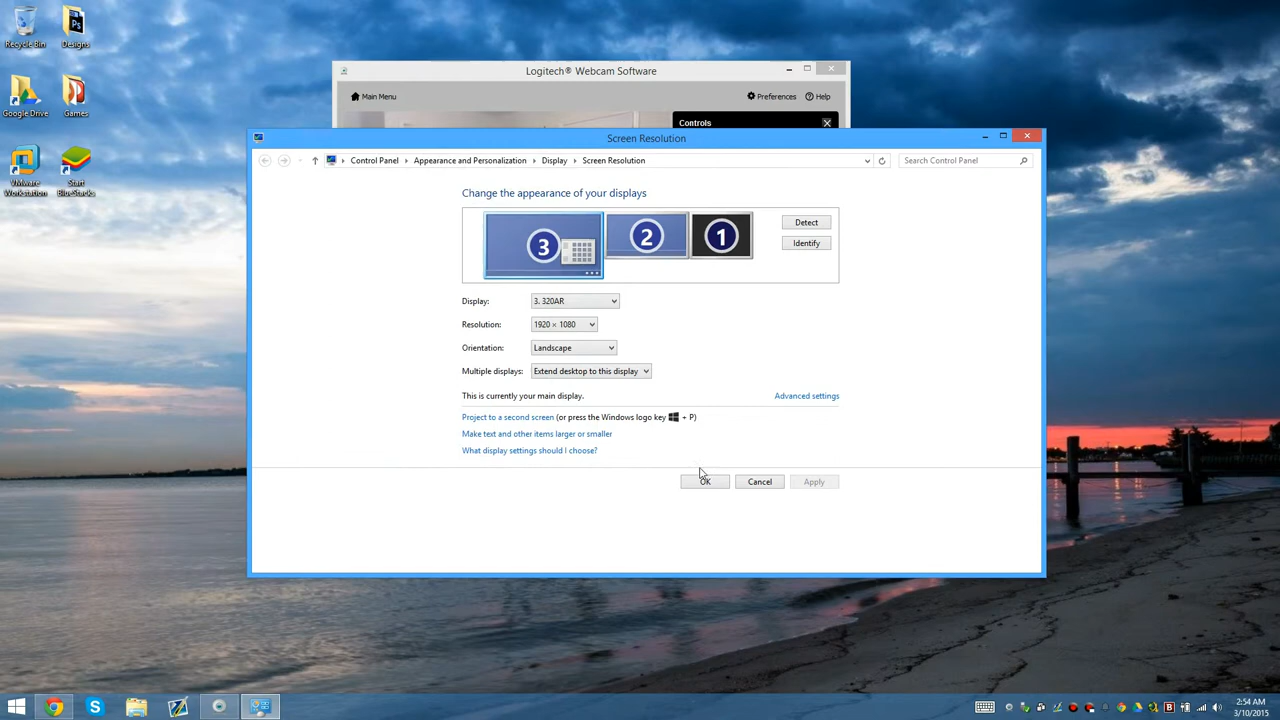 Recycle Bin
Designs
Google Drive
Games
VMware
Workstation
Start
BlueStacks
Logitech® Webcam Software
Main Menu
Preferences
Help
Controls
Screen Resolution
Control Panel
Appearance and Personalization
Display
Screen Resolution
Search Control Panel
Change the appearance of your displays
3
2
1
Detect
Identify
Display:
3. 320AR
Resolution:
1920 × 1080
Orientation:
Landscape
Multiple displays:
Extend desktop to this display
This is currently your main display.
Advanced settings
Project to a second screen (or press the Windows logo key + P)
Make text and other items larger or smaller
What display settings should I choose?
OK
Cancel
Apply
2:54 AM
3/10/2015